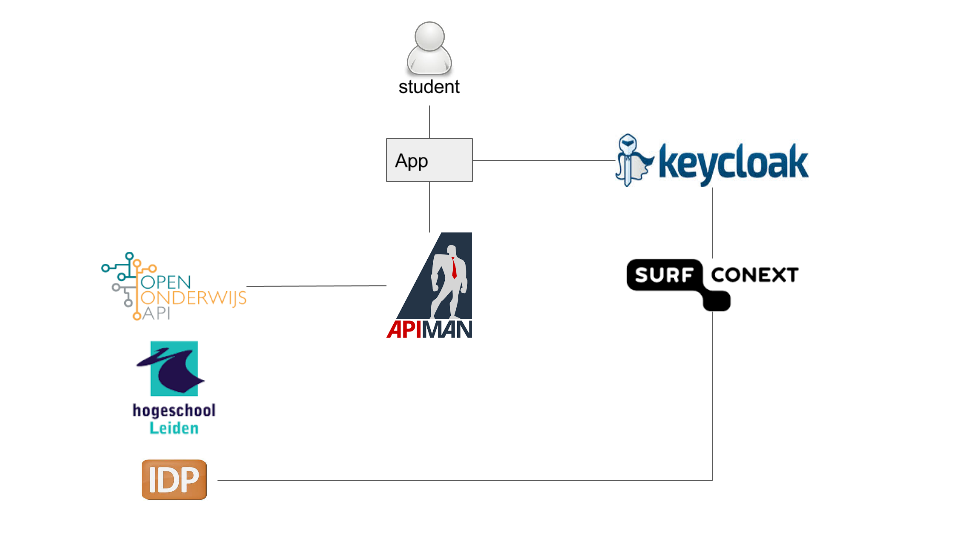 student
App
keycloak
OPEN
ONDERWIJS
API
APIMAN
SURF CONEXT
hogeschool
Leiden
IDP